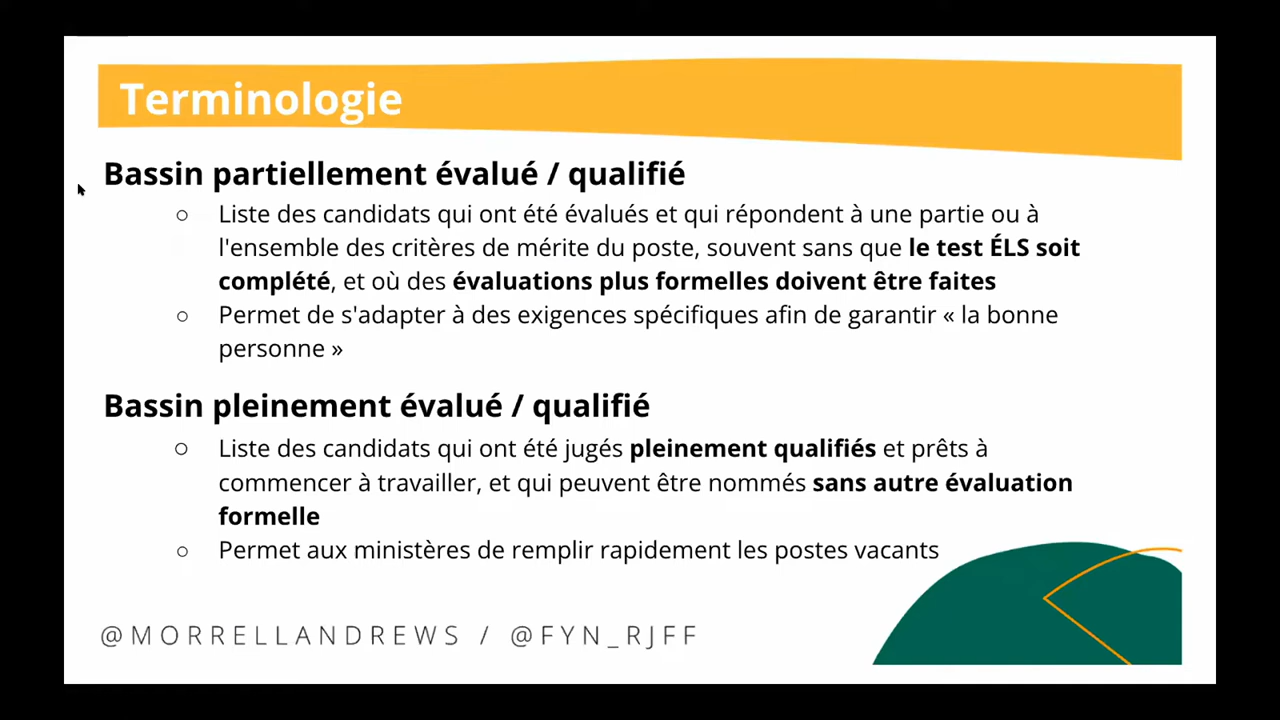 Terminologie
Bassin partiellement évalué / qualifié
○ Liste des candidats qui ont été évalués et qui répondent à une partie ou à
l'ensemble des critères de mérite du poste, souvent sans que le test ÉLS soit
complété, et où des évaluations plus formelles doivent être faites
○ Permet de s'adapter à des exigences spécifiques afin de garantir « la bonne
personne »
Bassin pleinement évalué / qualifié
○ Liste des candidats qui ont été jugés pleinement qualifiés et prêts à
commencer à travailler, et qui peuvent être nommés sans autre évaluation
formelle
○ Permet aux ministères de remplir rapidement les postes vacants
@MORRELLANDREWS / @FYN_RJFF